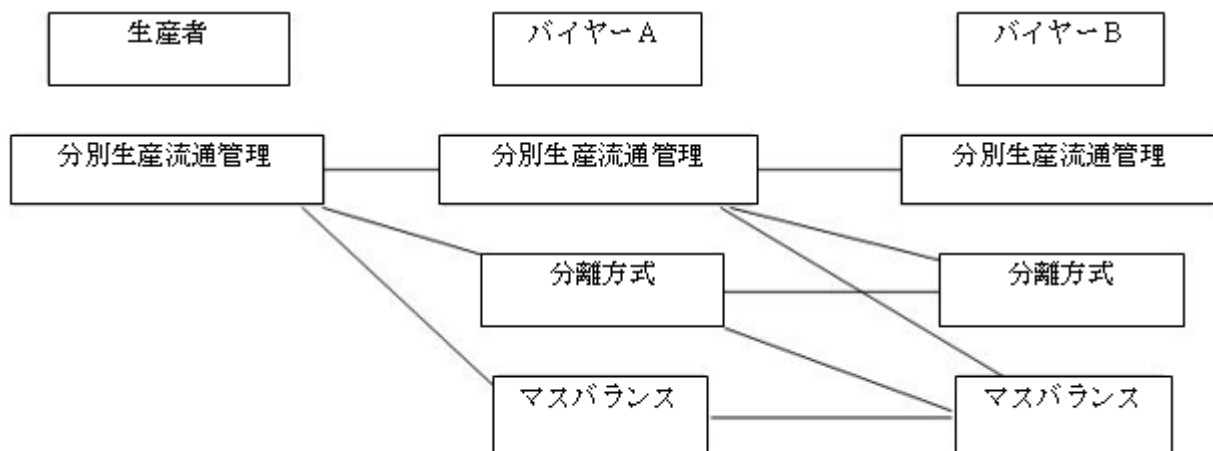 生産者
バイヤーA
バイヤーB
分別生産流通管理
分別生産流通管理
分別生産流通管理
分離方式
分離方式
マスバランス
マスバランス